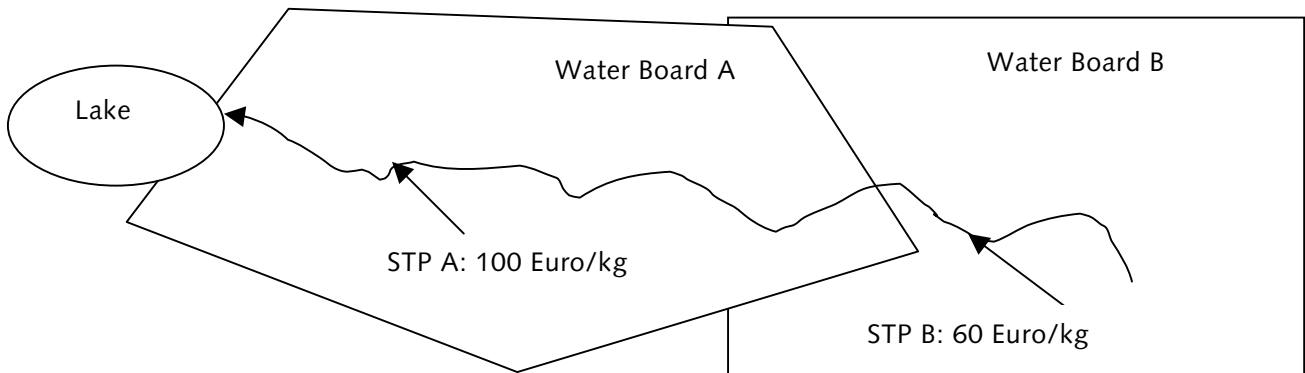 Water Board A
Water Board B
Lake
STP A: 100 Euro/kg
STP B: 60 Euro/kg